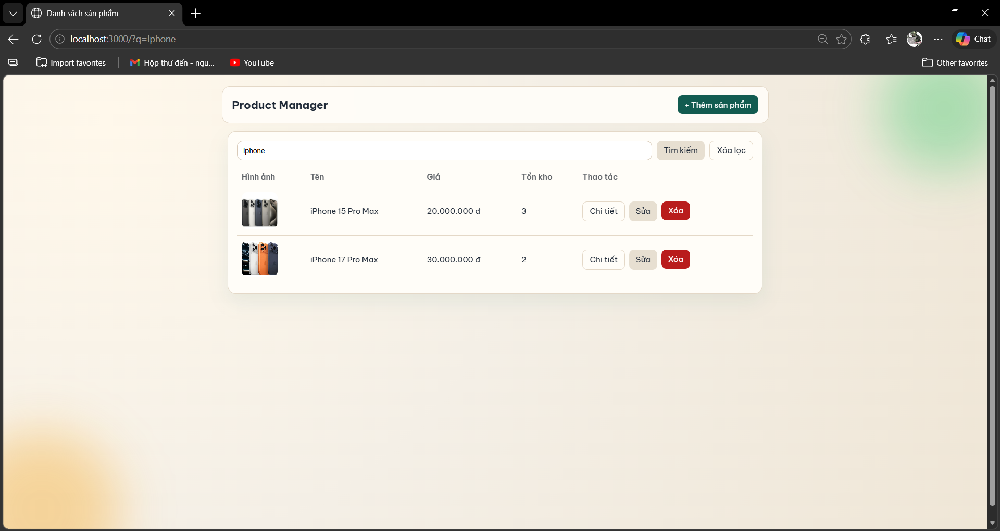 Danh sách sản phẩm
localhost:3000/?q=Iphone
Chat
Import favorites
Hộp thư đến - ngu...
YouTube
Other favorites
Product Manager
+ Thêm sản phẩm
Iphone
Tìm kiếm
Xóa lọc
Hình ảnh Tên Giá Tồn kho Thao tác
iPhone 15 Pro Max 20.000.000 đ 3 Chi tiết Sửa Xóa
iPhone 17 Pro Max 30.000.000 đ 2 Chi tiết Sửa Xóa